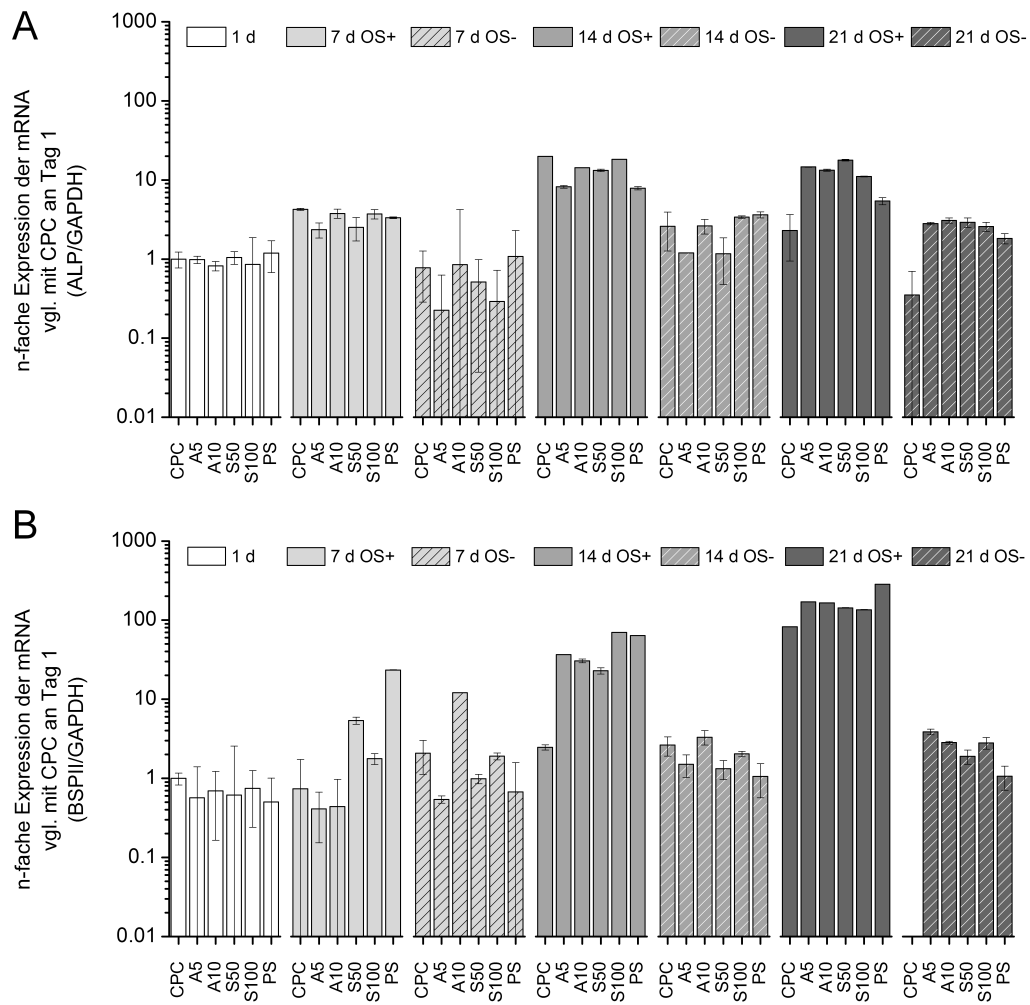 A
1 d 7 d OS+ 7 d OS- 14 d OS+ 14 d OS- 21 d OS+ 21 d OS-
n-fache Expression der mRNA
vgl. mit CPC an Tag 1
(ALP/GAPDH)
1000
100
10
1
0.1
0.01
CPC A5 A10 S50 S100 PS CPC A5 A10 S50 S100 PS CPC A5 A10 S50 S100 PS CPC A5 A10 S50 S100 PS CPC A5 A10 S50 S100 PS CPC A5 A10 S50 S100 PS CPC A5 A10 S50 S100 PS
B
1 d 7 d OS+ 7 d OS- 14 d OS+ 14 d OS- 21 d OS+ 21 d OS-
n-fache Expression der mRNA
vgl. mit CPC an Tag 1
(BSPII/GAPDH)
1000
100
10
1
0.1
0.01
CPC A5 A10 S50 S100 PS CPC A5 A10 S50 S100 PS CPC A5 A10 S50 S100 PS CPC A5 A10 S50 S100 PS CPC A5 A10 S50 S100 PS CPC A5 A10 S50 S100 PS CPC A5 A10 S50 S100 PS